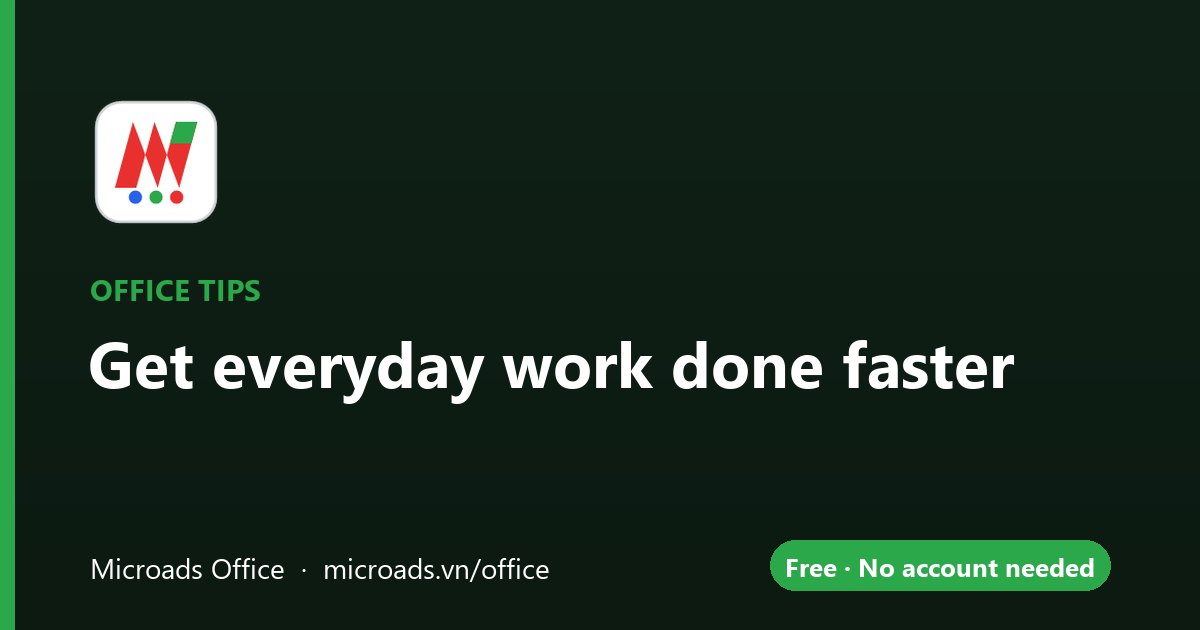 OFFICE TIPS
Get everyday work done faster
Microads Office · microads.vn/office
Free · No account needed